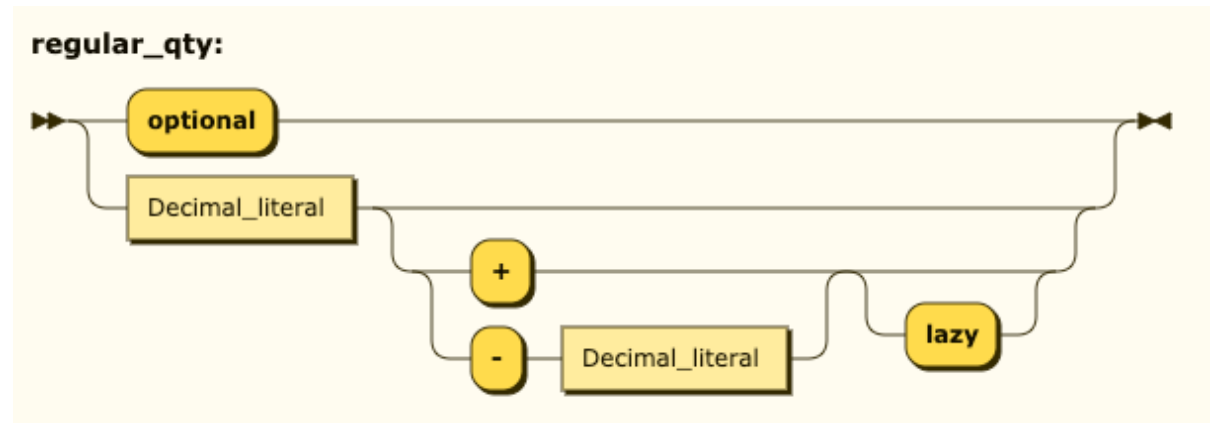 regular_qty:
optional
Decimal_literal
+
lazy
- Decimal_literal